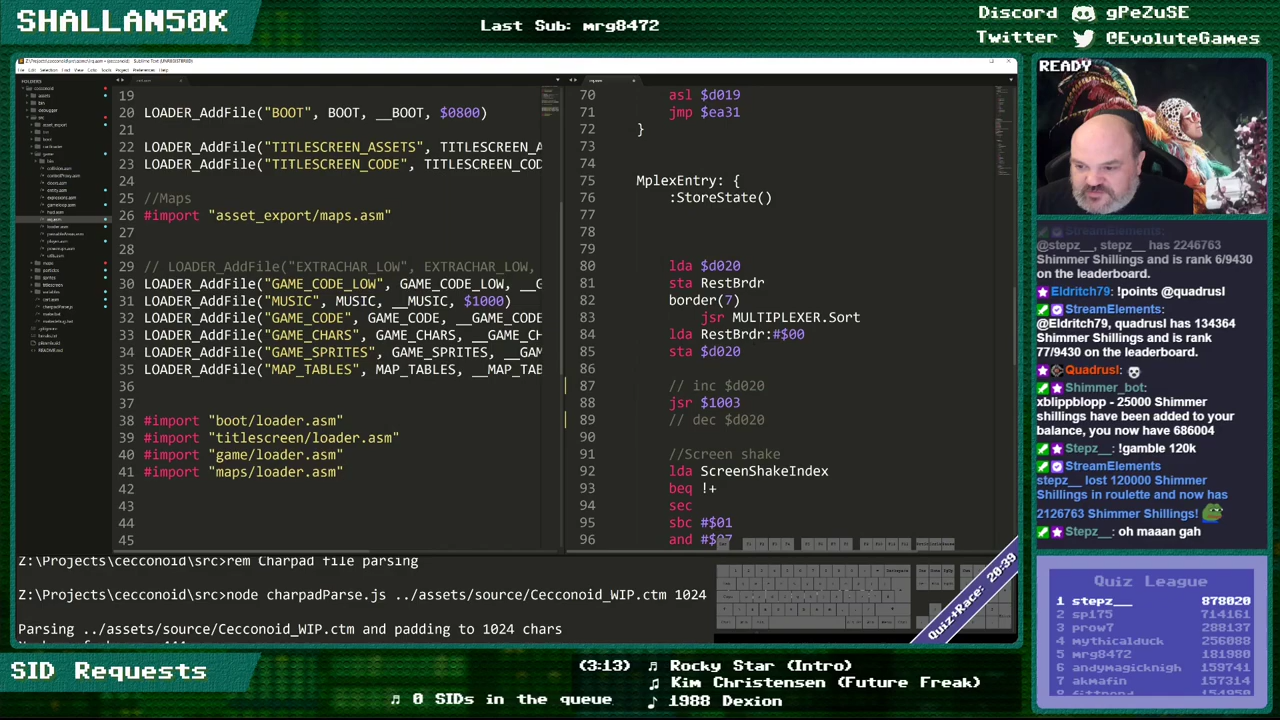 SHALLAN50K
Last Sub: mrg8472
Discord gPeZuSE
Twitter @EvoluteGames
19
20 LOADER_AddFile("BOOT", BOOT, __BOOT, $0800)
21
22 LOADER_AddFile("TITLESCREEN_ASSETS", TITLESCREEN_
23 LOADER_AddFile("TITLESCREEN_CODE", TITLESCREEN_COD
24
25 //Maps
26 #import "asset_export/maps.asm"
27
28
29 // LOADER_AddFile("EXTRACHAR_LOW", EXTRACHAR_LOW,
30 LOADER_AddFile("GAME_CODE_LOW", GAME_CODE_LOW, __G
31 LOADER_AddFile("MUSIC", MUSIC, __MUSIC, $1000)
32 LOADER_AddFile("GAME_CODE", GAME_CODE, __GAME_CODE
33 LOADER_AddFile("GAME_CHARS", GAME_CHARS, __GAME_CH
34 LOADER_AddFile("GAME_SPRITES", GAME_SPRITES, __GAM
35 LOADER_AddFile("MAP_TABLES", MAP_TABLES, __MAP_TAB
36
37
38 #import "boot/loader.asm"
39 #import "titlescreen/loader.asm"
40 #import "game/loader.asm"
41 #import "maps/loader.asm"
42
43
44
45
70 asl $d019
71 jmp $ea31
72 }
73
74
75 MplexEntry: {
76 :StoreState()
77
78
79
80 lda $d020
81 sta RestBrdr
82 border(7)
83 jsr MULTIPLEXER.Sort
84 lda Restbrdr:#$00
85 sta $d020
86
87 // inc $d020
88 jsr $1003
89 // dec $d020
90
91 //Screen shake
92 lda ScreenShakeIndex
93 beq !+
94 sec
95 sbc #$01
96 and #$07
Z:\Projects\cecconoid\src>rem Charpad file parsing
Z:\Projects\cecconoid\src>node charpadParse.js ../assets/source/Cecconoid_WIP.ctm 1024
Parsing ../assets/source/Cecconoid_WIP.ctm and padding to 1024 chars
Quiz+Race: 20:39
READY
StreamElements:
@stepz__, stepz__ has 2246763
Shimmer Shillings and is rank 6/9430
on the leaderboard.
Eldritch79: !points @quadrusl
StreamElements:
@Eldritch79, quadrusl has 134364
Shimmer Shillings and is rank
77/9430 on the leaderboard.
Quadrusl:
Shimmer_bot:
xblippblopp - 25000 Shimmer
shillings have been added to your
balance, you now have 686004
Stepz__: !gamble 120k
StreamElements
stepz__ lost 120000 Shimmer
Shillings in roulette and now has
2126763 Shimmer Shillings!
Stepz__: oh maaan gah
Quiz League
1 stepz__ 878020
2 sp175 714161
3 prow7 288137
4 mythicalduck 256088
5 mrg8472 181980
6 andymagicknigh 159741
7 akmafin 157314
SID Requests
(3:13) Rocky Star (Intro)
Kim Christensen (Future Freak)
0 SIDs in the queue
1988 Dexion